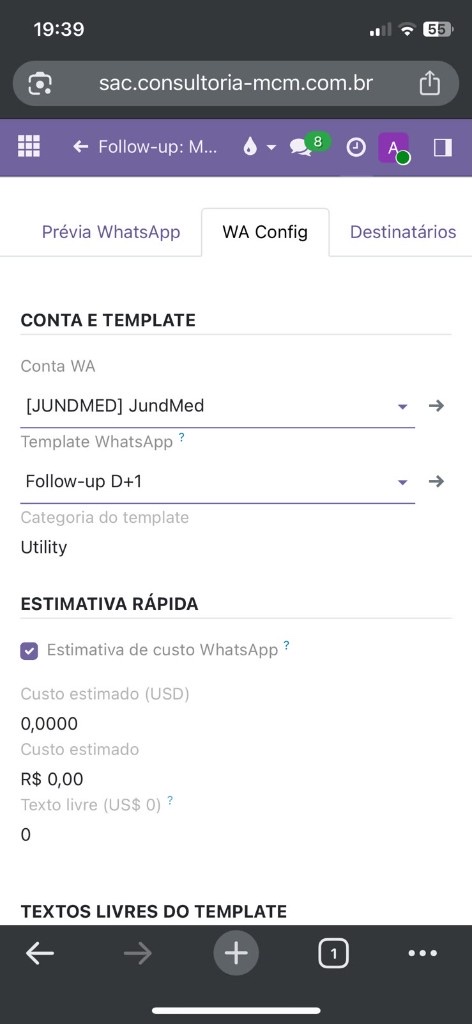 19:39
55
sac.consultoria-mcm.com.br
Follow-up: M...
8
A
Prévia WhatsApp
WA Config
Destinatários
CONTA E TEMPLATE
Conta WA
[JUNDMED] JundMed
Template WhatsApp ?
Follow-up D+1
Categoria do template
Utility
ESTIMATIVA RÁPIDA
Estimativa de custo WhatsApp ?
Custo estimado (USD)
0,0000
Custo estimado
R$ 0,00
Texto livre (US$ 0) ?
0
TEXTOS LIVRES DO TEMPLATE
1